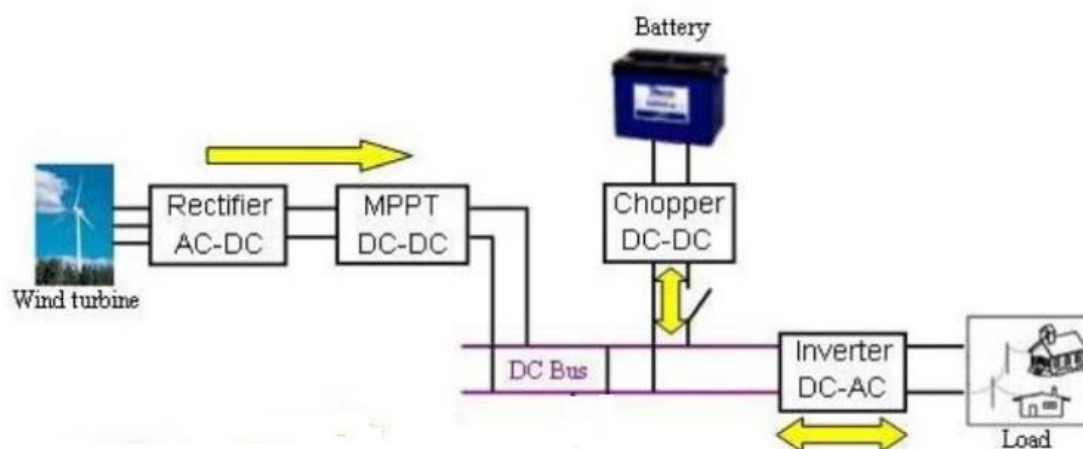 Battery
Rectifier
AC-DC
MPPT
DC-DC
Chopper
DC-DC
Wind turbine
DC Bus
Inverter
DC-AC
Load